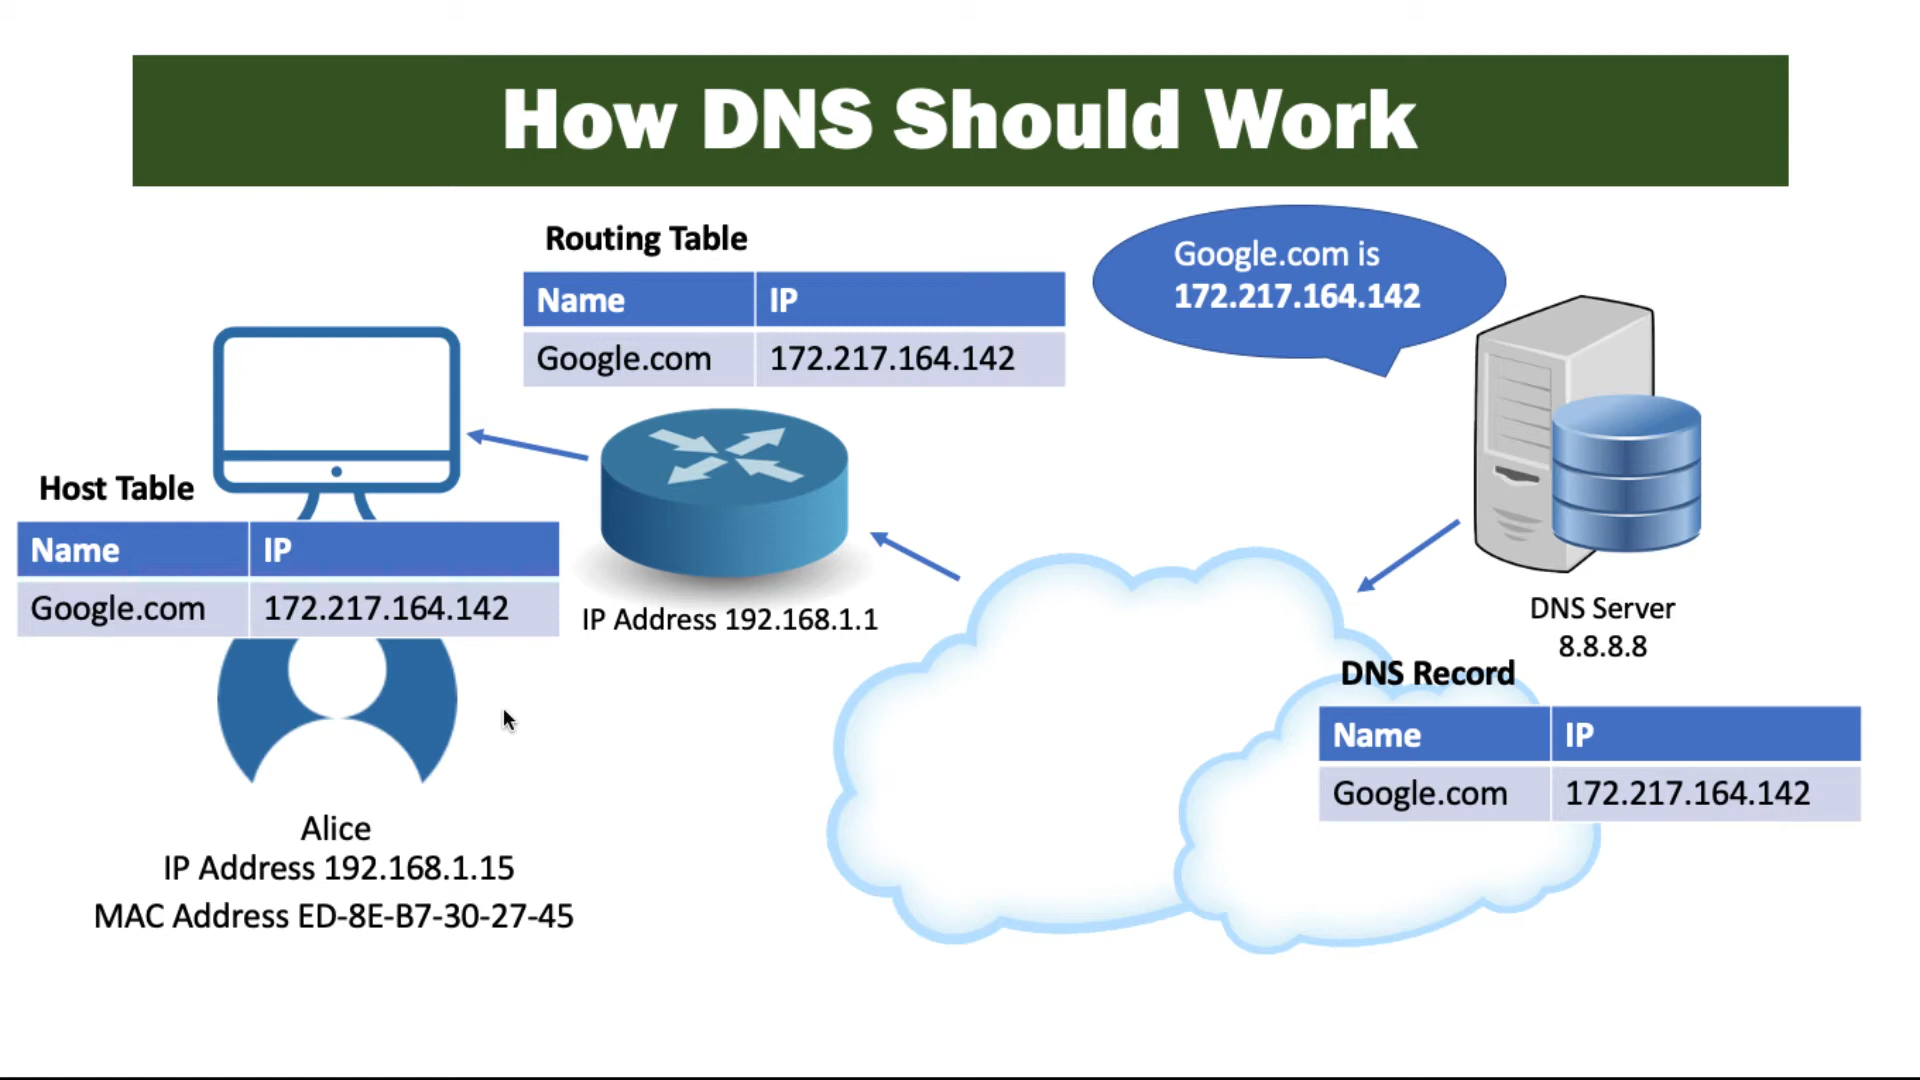 How DNS Should Work
Routing Table
Name IP
Google.com 172.217.164.142
Google.com is
172.217.164.142
Host Table
Name IP
Google.com 172.217.164.142
IP Address 192.168.1.1
DNS Server
8.8.8.8
DNS Record
Name IP
Google.com 172.217.164.142
Alice
IP Address 192.168.1.15
MAC Address ED-8E-B7-30-27-45